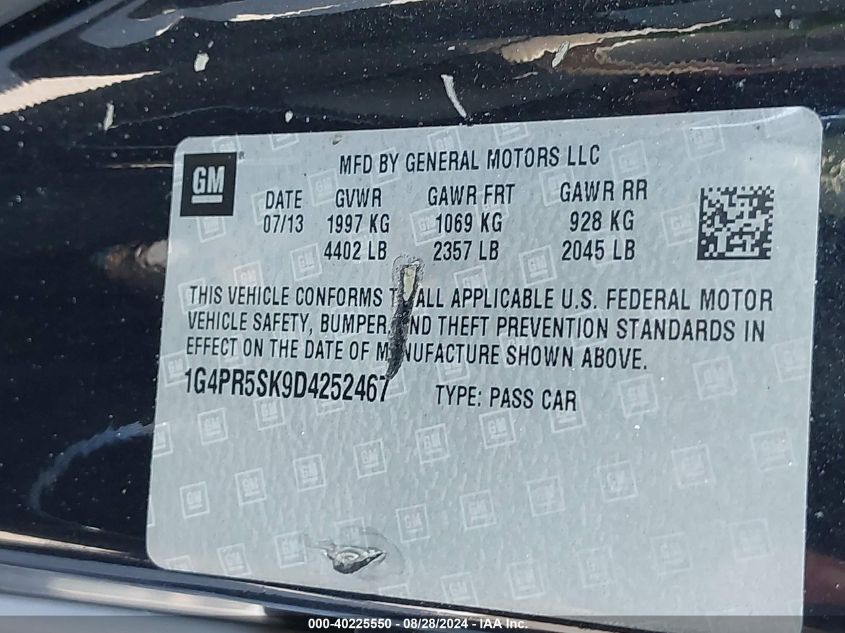 GM
MFD BY GENERAL MOTORS LLC
DATE GVWR GAWR FRT GAWR RR
07/13 1997 KG 1069 KG 928 KG
4402 LB 2357 LB 2045 LB
THIS VEHICLE CONFORMS T ALL APPLICABLE U.S. FEDERAL MOTOR
VEHICLE SAFETY, BUMPER, ND THEFT PREVENTION STANDARDS IN
EFFECT ON THE DATE OF M NUFACTURE SHOWN ABOVE.
1G4PR5SK9D4252467 TYPE: PASS CAR
000-40225550 - 08/28/2024 - IAA Inc.